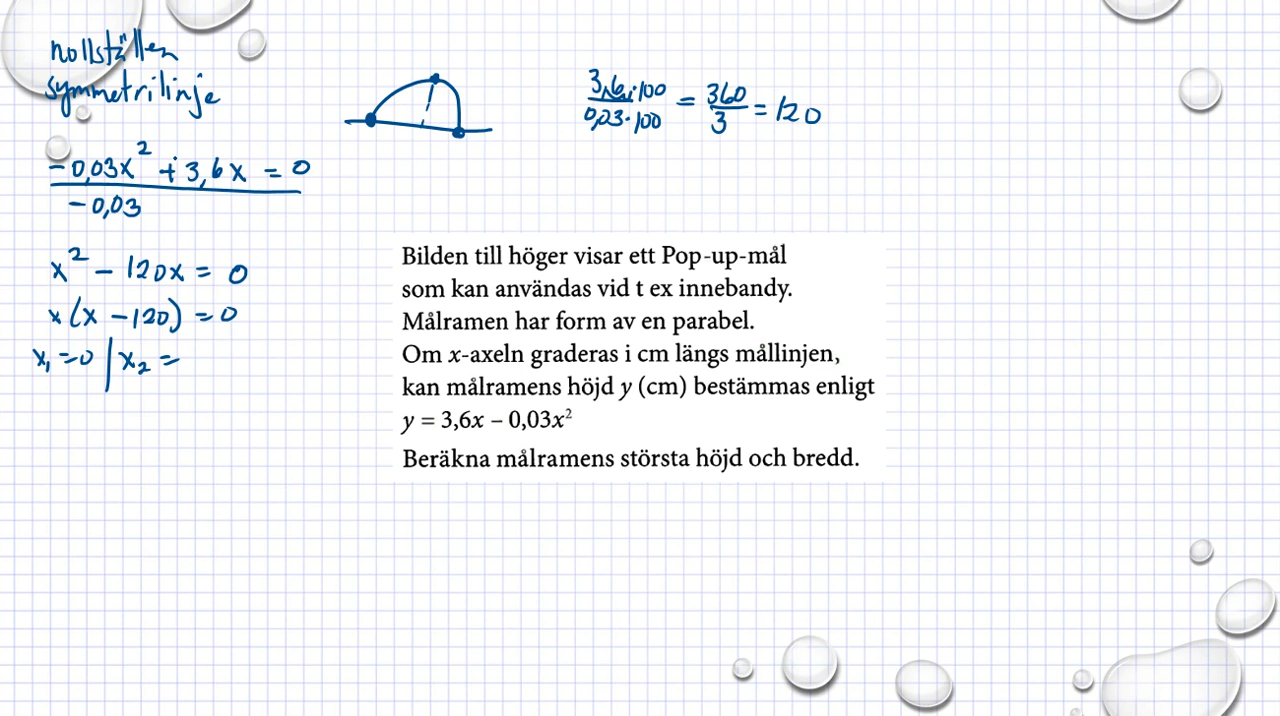 nollställen
symmetrilinje
-0,03x² + 3,6x = 0
-0,03
x² - 120x = 0
x(x - 120) = 0
x₁ = 0 | x₂ =
3,6·100
0,03·100
= 360
3
= 120
Bilden till höger visar ett Pop-up-mål
som kan användas vid t ex innebandy.
Målramen har form av en parabel.
Om x-axeln graderas i cm längs mållinjen,
kan målramens höjd y (cm) bestämmas enligt
y = 3,6x – 0,03x²
Beräkna målramens största höjd och bredd.